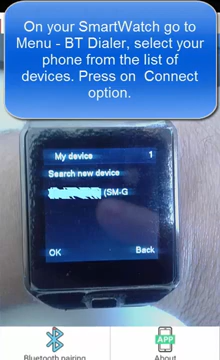 On your SmartWatch go to
Menu - BT Dialer, select your
phone from the list of
devices. Press on  Connect
option.
My device 1
Search new device
(SM-G
OK Back
Bluetooth pairing
About
APP